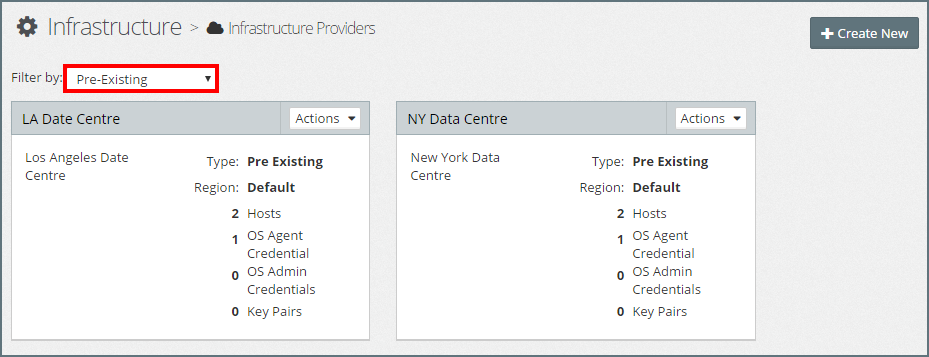 Infrastructure > Infrastructure Providers
+ Create New
Filter by: Pre-Existing
LA Date Centre Actions
Los Angeles Date
Centre
Type: Pre Existing
Region: Default
2 Hosts
1 OS Agent
Credential
0 OS Admin
Credentials
0 Key Pairs
NY Data Centre Actions
New York Data
Centre
Type: Pre Existing
Region: Default
2 Hosts
1 OS Agent
Credential
0 OS Admin
Credentials
0 Key Pairs